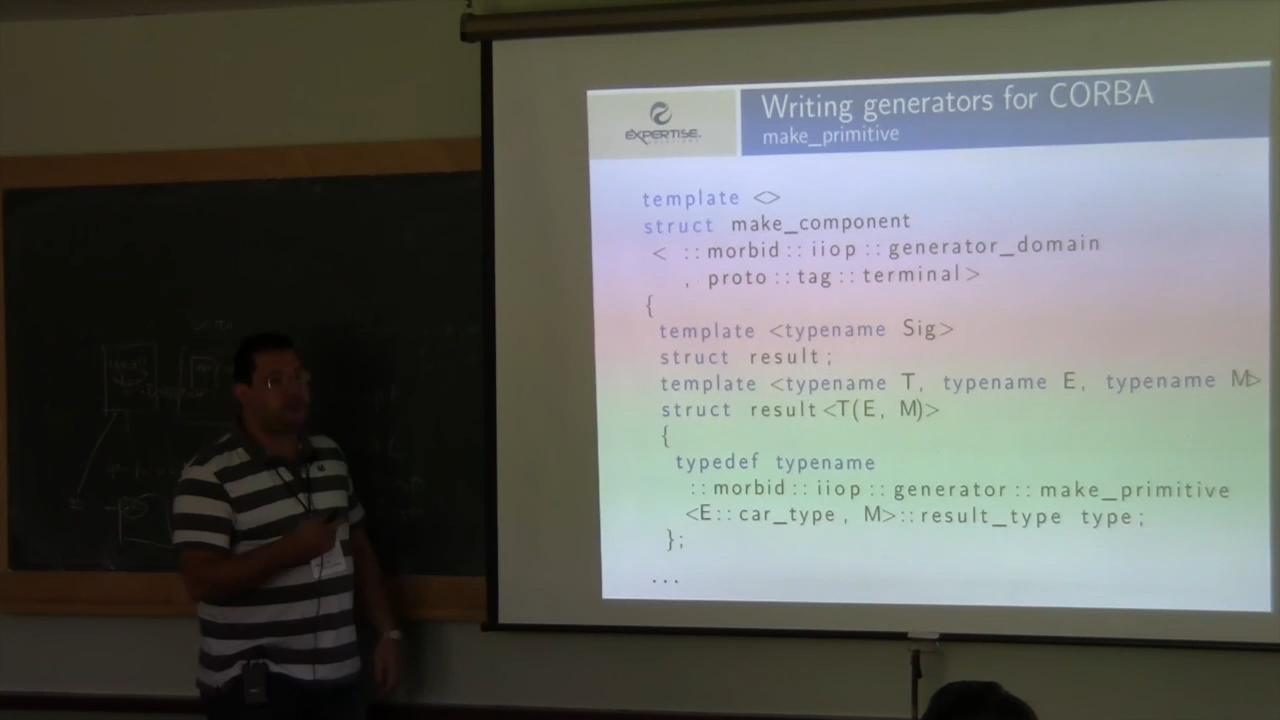 EXPERTISE
SOLUTIONS
Writing generators for CORBA
make_primitive
template <>
struct make_component
< ::morbid::iiop::generator_domain
, proto::tag::terminal>
{
template <typename Sig>
struct result;
template <typename T, typename E, typename M>
struct result<T(E, M)>
{
typedef typename
::morbid::iiop::generator::make_primitive
<E::car_type, M>::result_type type;
};
...